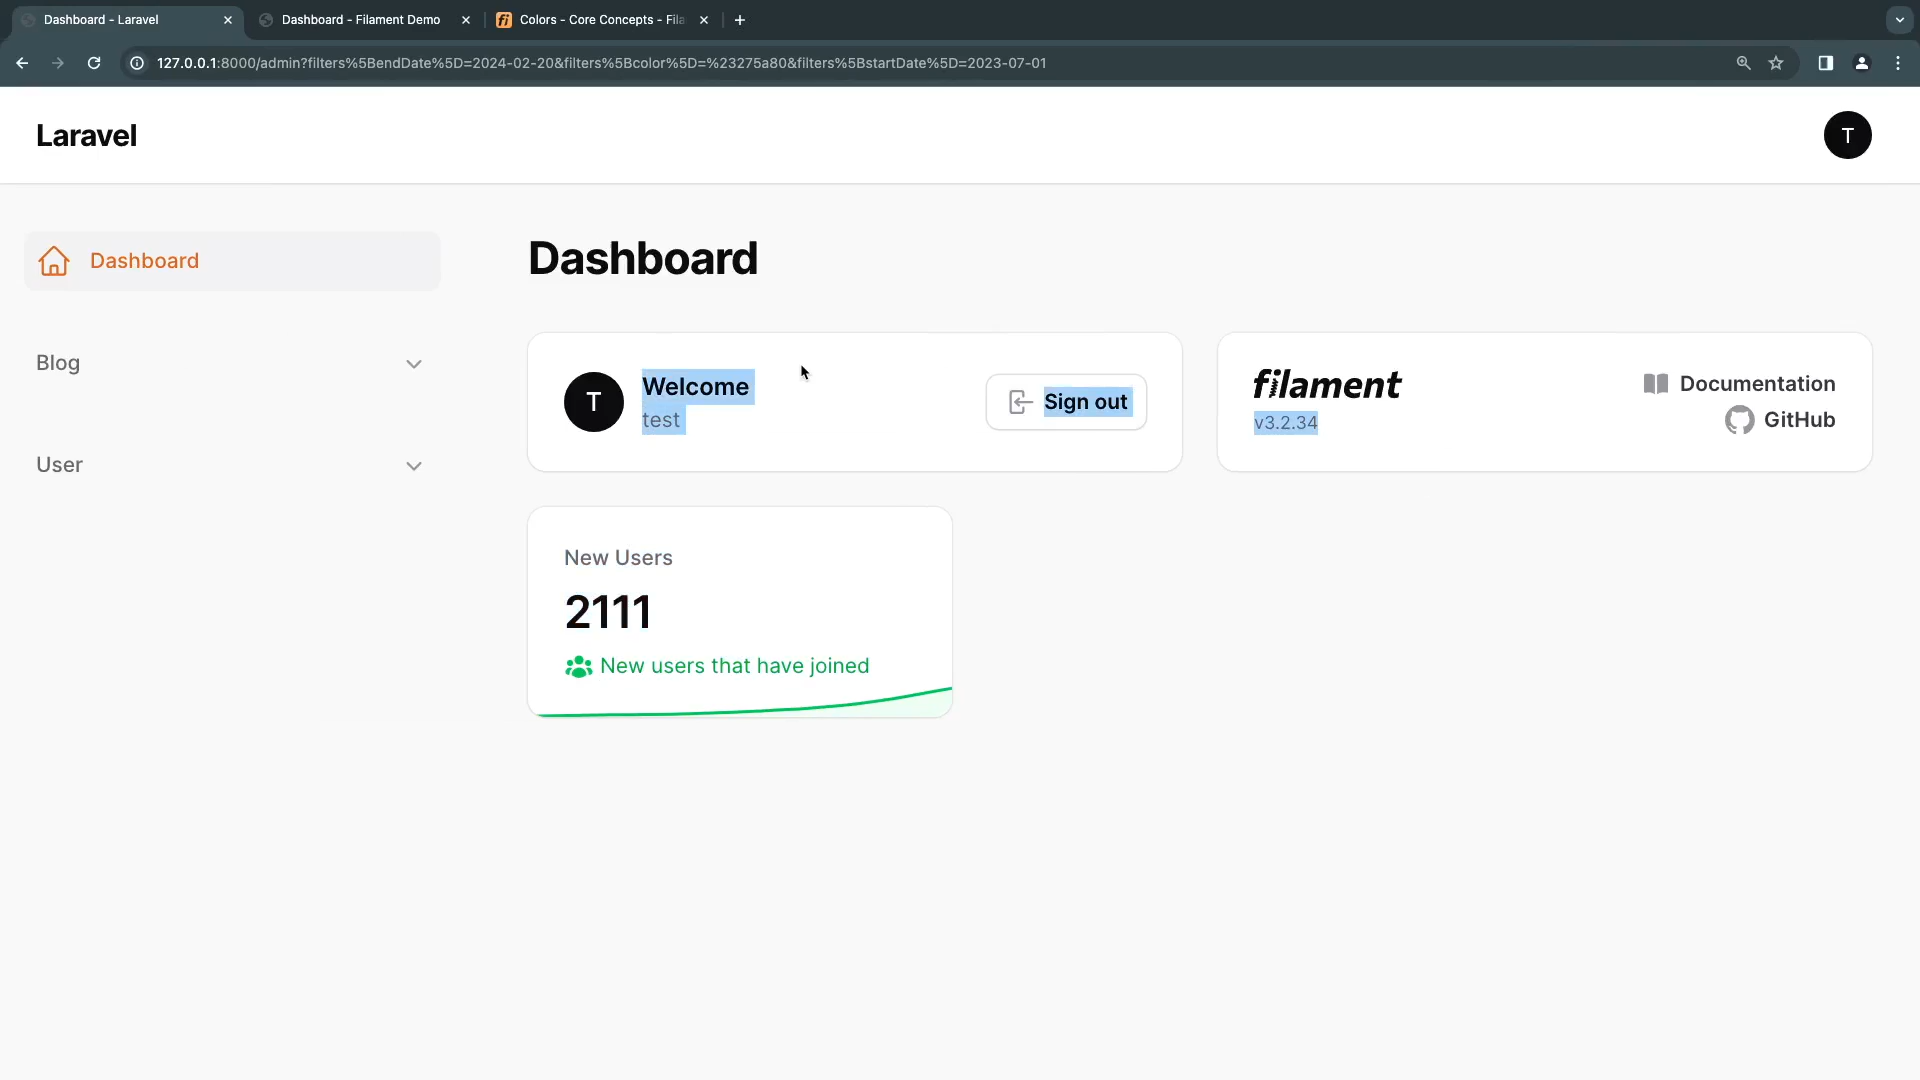 Dashboard - Laravel
Dashboard - Filament Demo
Colors - Core Concepts - Fila
127.0.0.1:8000/admin?filters%5BendDate%5D=2024-02-20&filters%5Bcolor%5D=%23275a80&filters%5BstartDate%5D=2023-07-01
Laravel
T
Dashboard
Blog
User
Dashboard
T
Welcome
test
Sign out
filament
v3.2.34
Documentation
GitHub
New Users
2111
New users that have joined